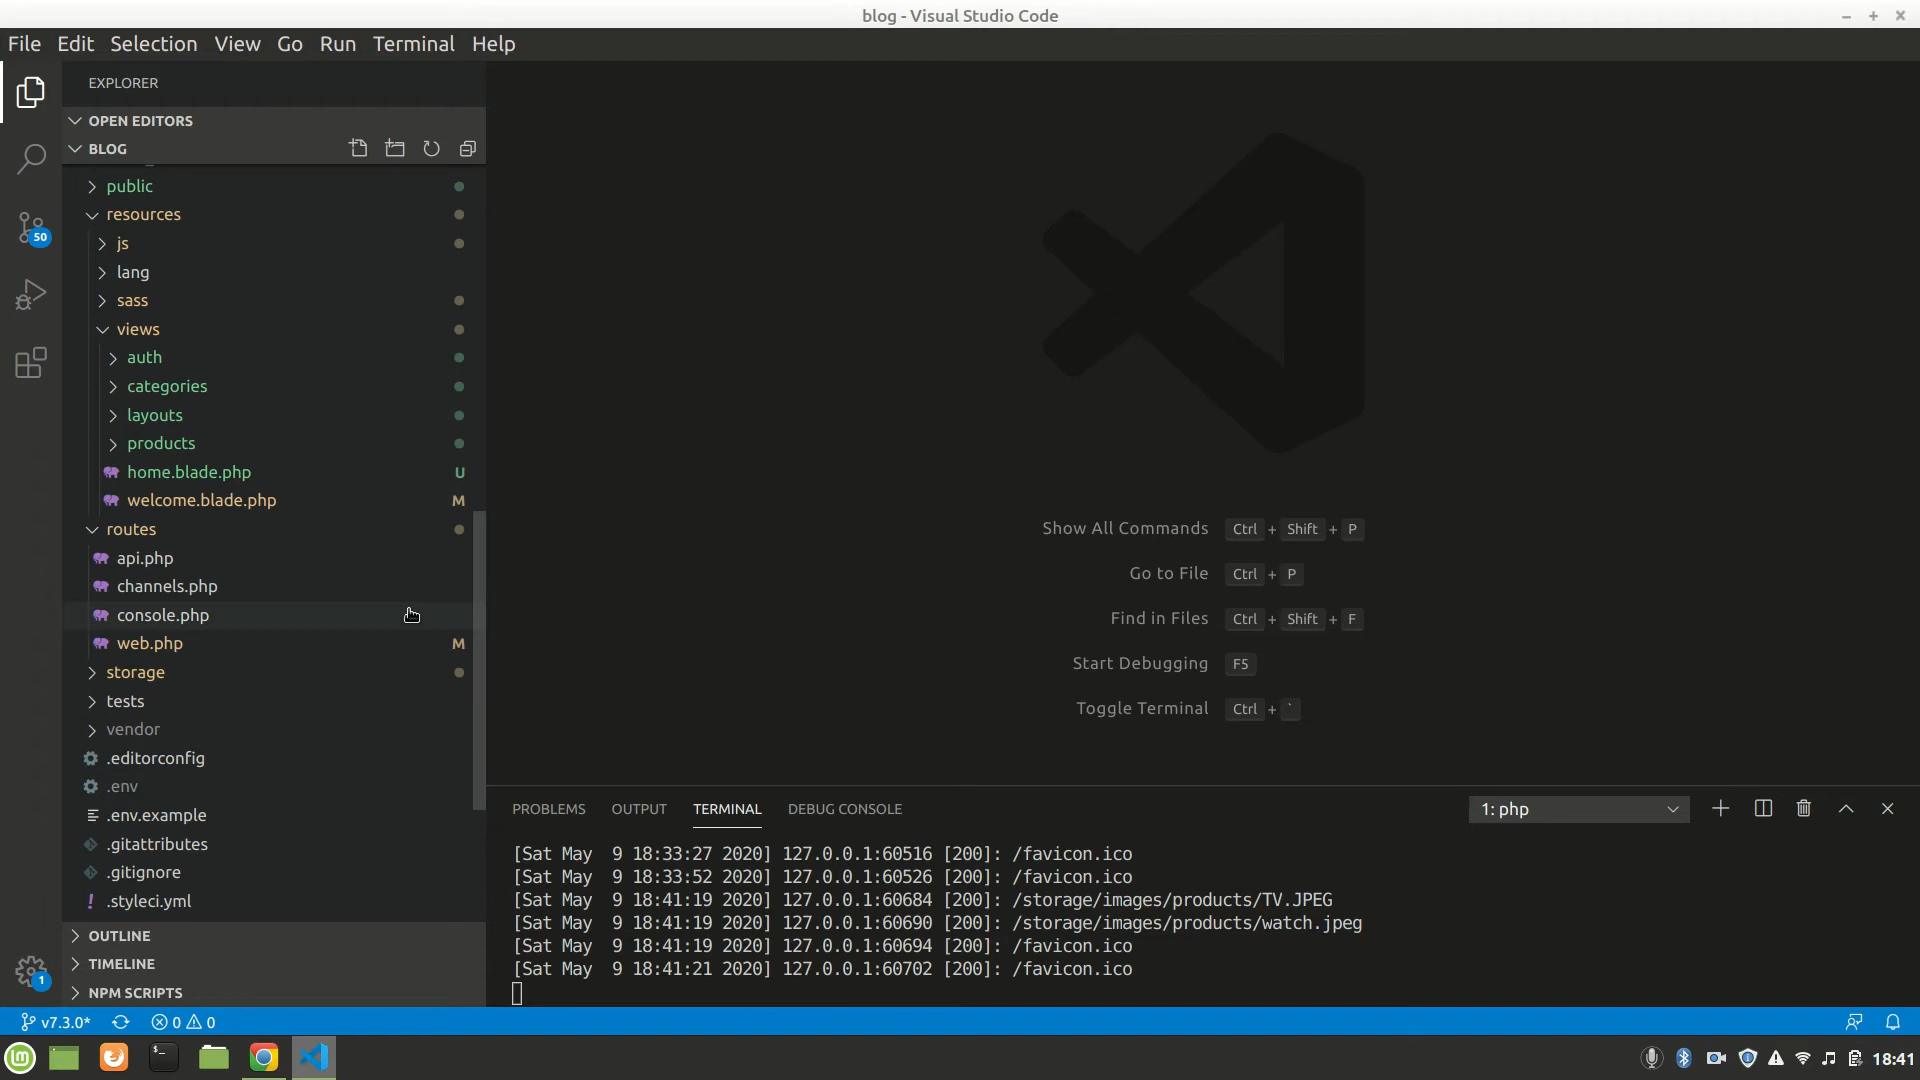 blog - Visual Studio Code
File Edit Selection View Go Run Terminal Help
EXPLORER
OPEN EDITORS
BLOG
public
resources
js
lang
sass
views
auth
categories
layouts
products
home.blade.php U
welcome.blade.php M
routes
api.php
channels.php
console.php
web.php M
storage
tests
vendor
.editorconfig
.env
.env.example
.gitattributes
.gitignore
! .styleci.yml
OUTLINE
TIMELINE
NPM SCRIPTS
50
1
Show All Commands Ctrl + Shift + P
Go to File Ctrl + P
Find in Files Ctrl + Shift + F
Start Debugging F5
Toggle Terminal Ctrl + `
PROBLEMS OUTPUT TERMINAL DEBUG CONSOLE 1: php
[Sat May  9 18:33:27 2020] 127.0.0.1:60516 [200]: /favicon.ico
[Sat May  9 18:33:52 2020] 127.0.0.1:60526 [200]: /favicon.ico
[Sat May  9 18:41:19 2020] 127.0.0.1:60684 [200]: /storage/images/products/TV.JPEG
[Sat May  9 18:41:19 2020] 127.0.0.1:60690 [200]: /storage/images/products/watch.jpeg
[Sat May  9 18:41:19 2020] 127.0.0.1:60694 [200]: /favicon.ico
[Sat May  9 18:41:21 2020] 127.0.0.1:60702 [200]: /favicon.ico
v7.3.0* 0 0
18:41